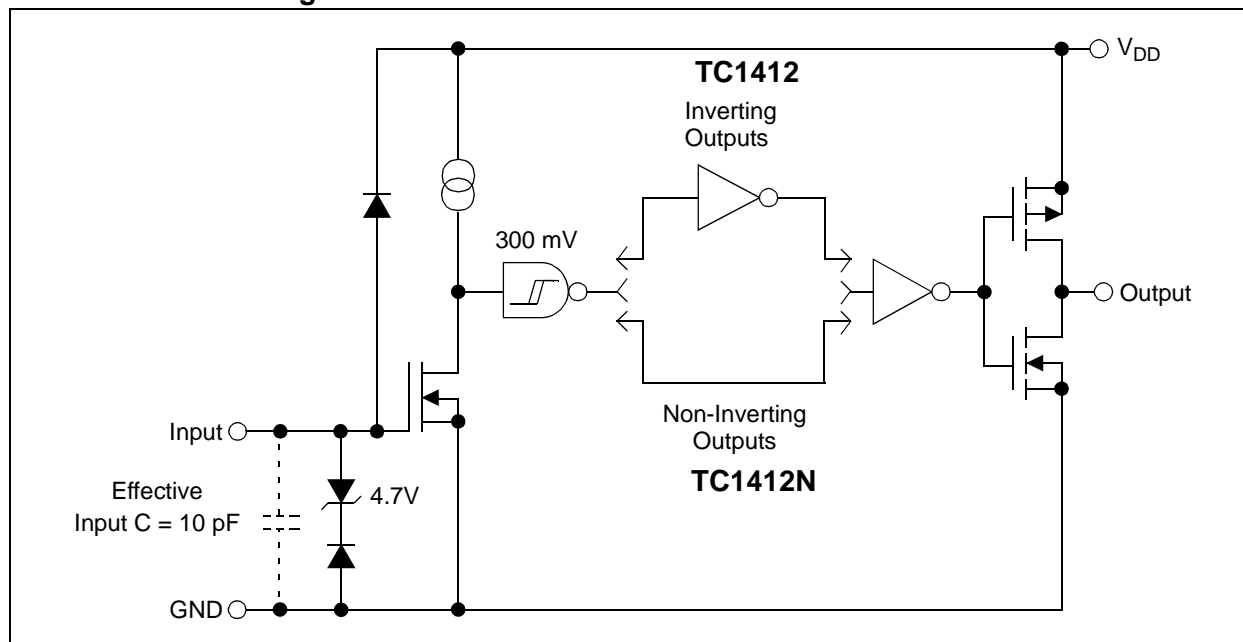 V_DD
TC1412
Inverting
Outputs
300 mV
Output
Input
Non-Inverting
Outputs
TC1412N
4.7V
Effective
Input C = 10 pF
GND